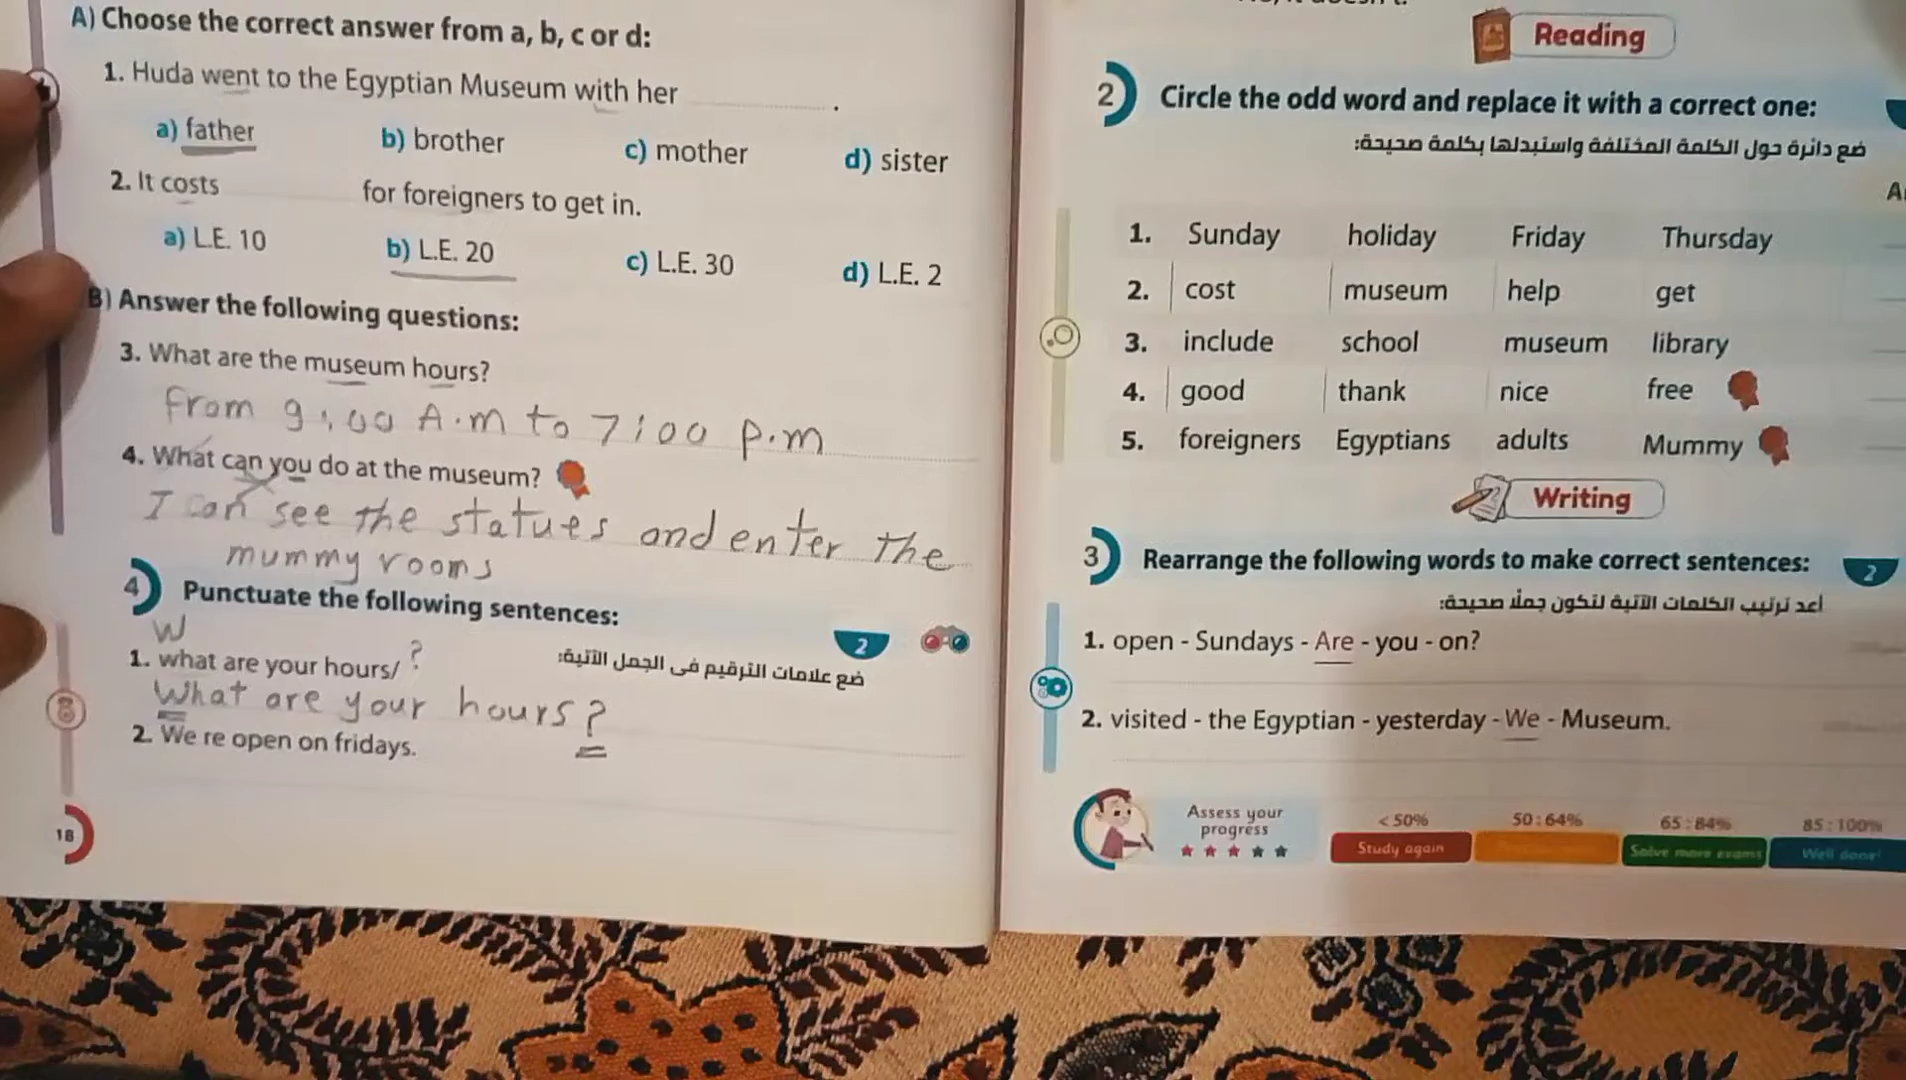 A) Choose the correct answer from a, b, c or d:
1. Huda went to the Egyptian Museum with her .
a) father b) brother c) mother d) sister
2. It costs for foreigners to get in.
a) L.E. 10 b) L.E. 20 c) L.E. 30 d) L.E. 2
B) Answer the following questions:
3. What are the museum hours?
From 9:00 A.m to 7:00 p.m
4. What can you do at the museum?
I can see the statues and enter the
mummy rooms
4 Punctuate the following sentences:
2
ضع علامات الترقيم في الجمل الآتية:
W
1. what are your hours/ ?
What are your hours?
2. We re open on fridays.
18
Reading
2 Circle the odd word and replace it with a correct one:
ضع دائرة حول الكلمة المختلفة واستبدلها بكلمة صحيحة:
1. Sunday holiday Friday Thursday
2. cost museum help get
3. include school museum library
4. good thank nice free
5. foreigners Egyptians adults Mummy
Writing
3 Rearrange the following words to make correct sentences:
2
أعد ترتيب الكلمات الآتية لتكون جملًا صحيحة:
1. open - Sundays - Are - you - on?
2. visited - the Egyptian - yesterday - We - Museum.
Assess your
progress
< 50% 50 : 64% 65 : 84% 85 : 100%
Study again Solve more exams Well done!